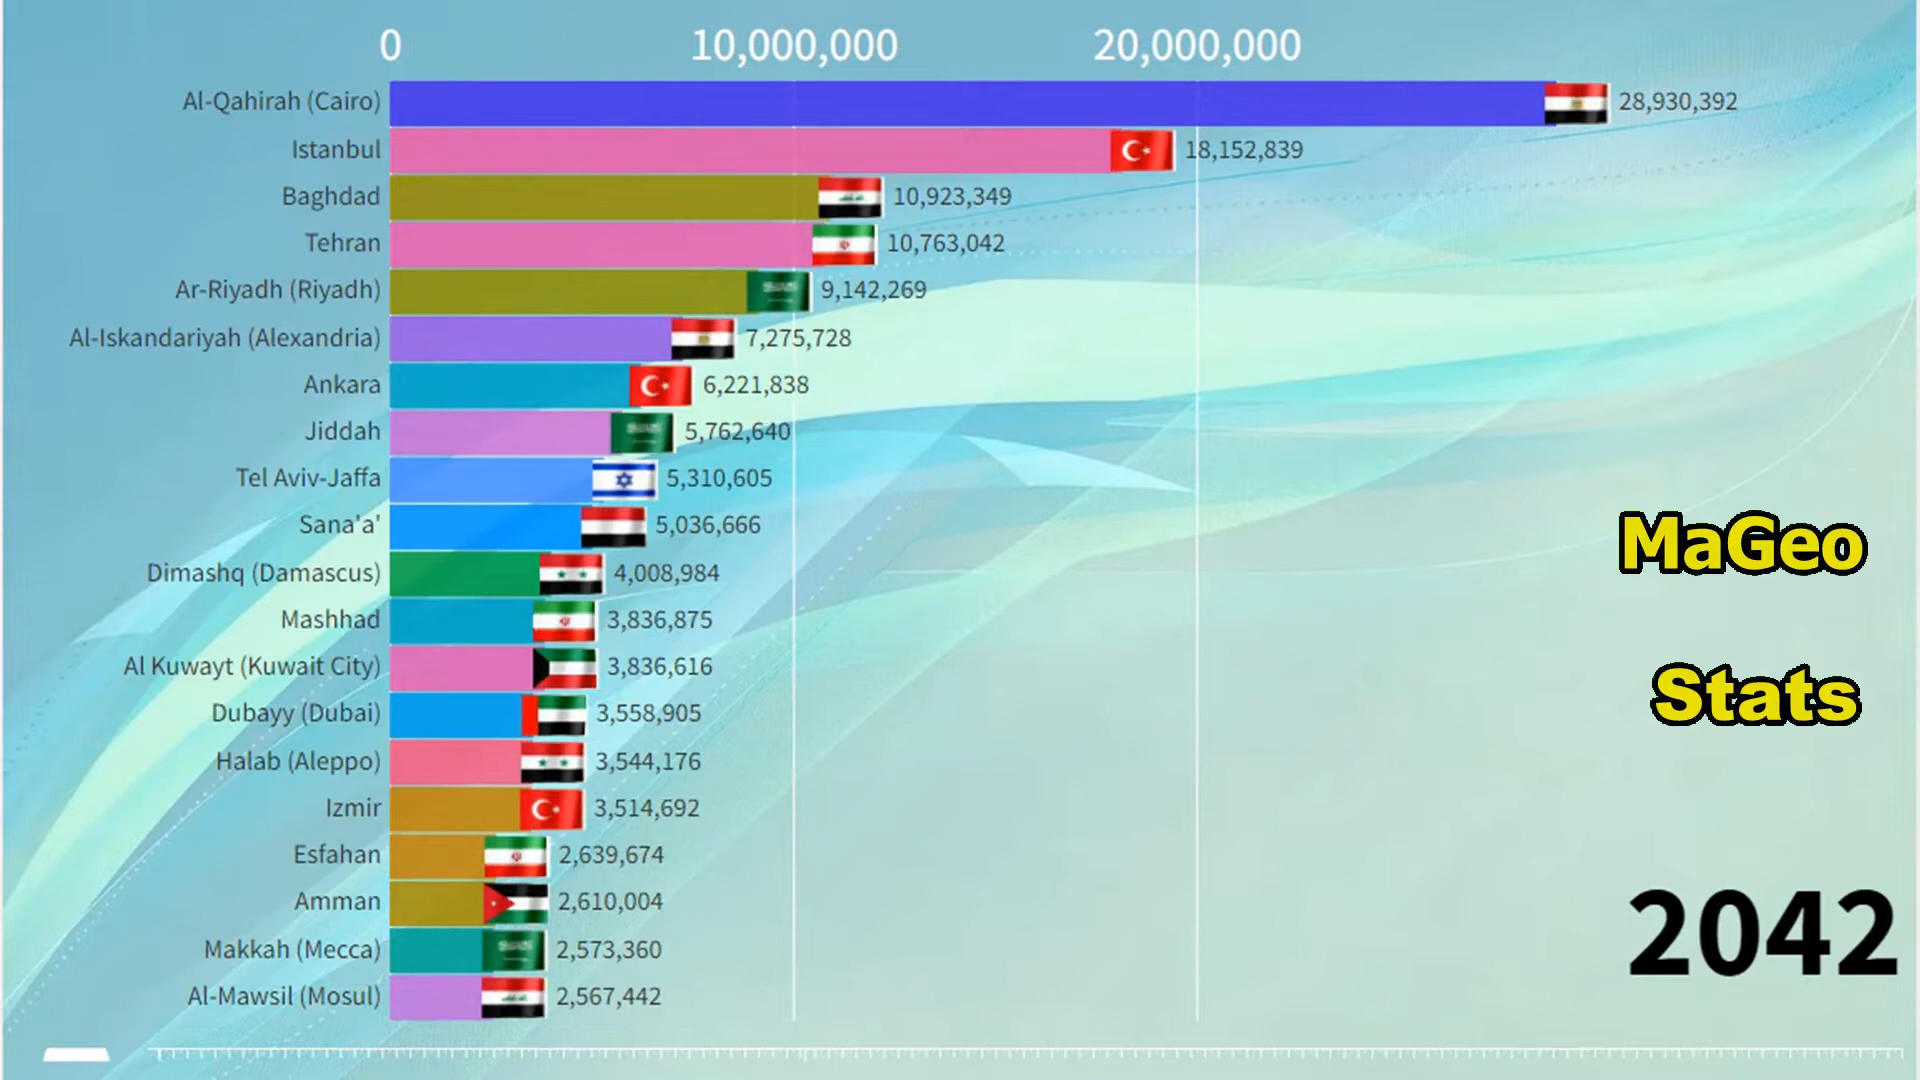 0 10,000,000 20,000,000
Al-Qahirah (Cairo) 28,930,392
Istanbul 18,152,839
Baghdad 10,923,349
Tehran 10,763,042
Ar-Riyadh (Riyadh) 9,142,269
Al-Iskandariyah (Alexandria) 7,275,728
Ankara 6,221,838
Jiddah 5,762,640
Tel Aviv-Jaffa 5,310,605
Sana'a' 5,036,666
Dimashq (Damascus) 4,008,984
Mashhad 3,836,875
Al Kuwayt (Kuwait City) 3,836,616
Dubayy (Dubai) 3,558,905
Halab (Aleppo) 3,544,176
Izmir 3,514,692
Esfahan 2,639,674
Amman 2,610,004
Makkah (Mecca) 2,573,360
Al-Mawsil (Mosul) 2,567,442
MaGeo
Stats
2042